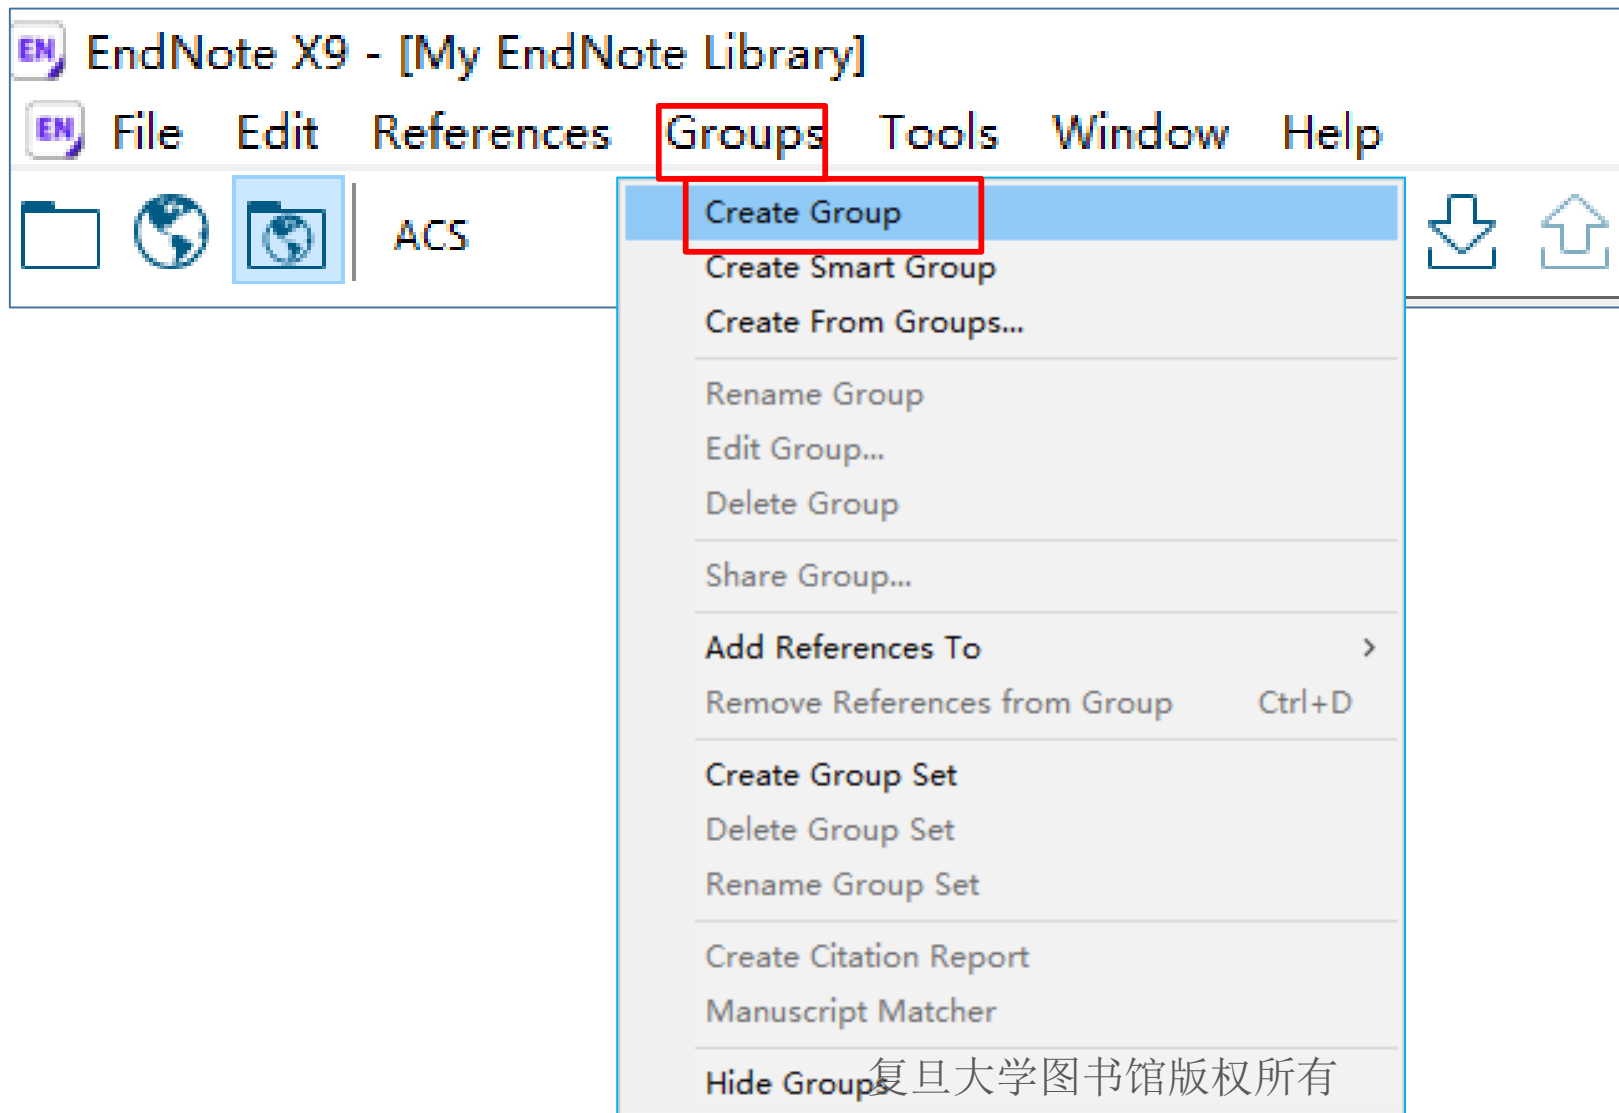 EN EndNote X9 - [My EndNote Library]
EN File Edit References Groups Tools Window Help
ACS
Create Group
Create Smart Group
Create From Groups...
Rename Group
Edit Group...
Delete Group
Share Group...
Add References To
Remove References from Group Ctrl+D
Create Group Set
Delete Group Set
Rename Group Set
Create Citation Report
Manuscript Matcher
Hide Groups
复旦大学图书馆版权所有